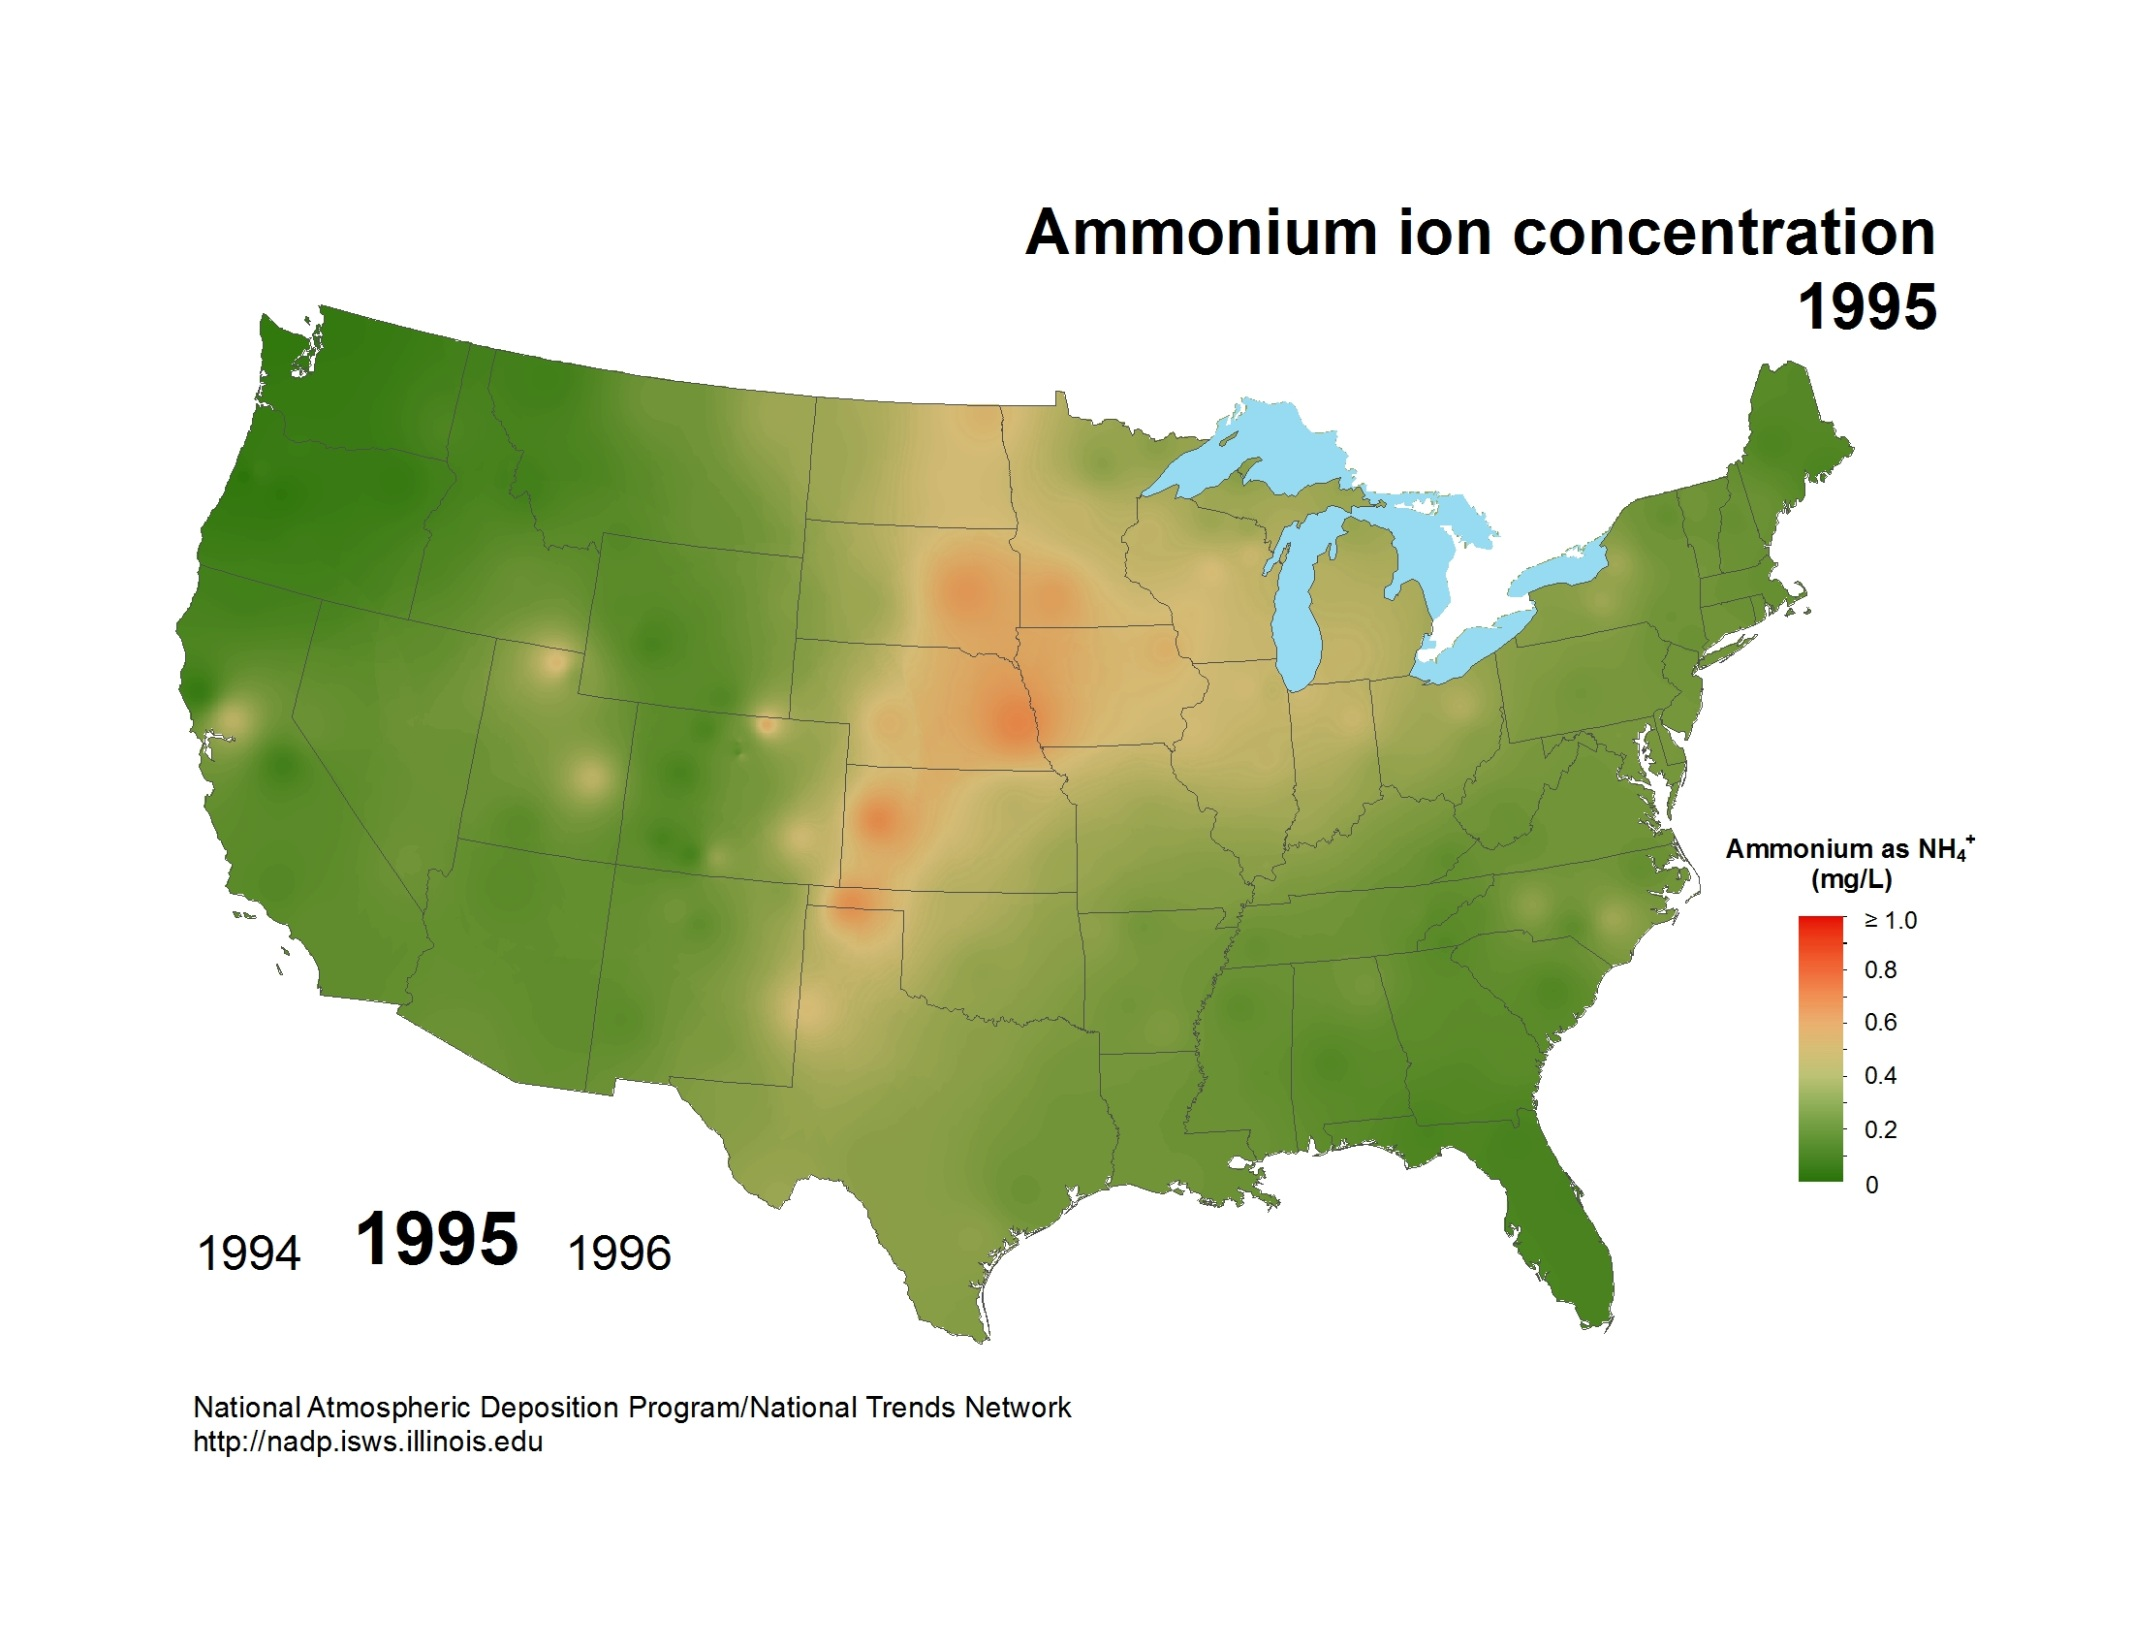 Ammonium ion concentration
1995
Ammonium as NH₄⁺
(mg/L)
≥ 1.0
0.8
0.6
0.4
0.2
0
1994 1995 1996
National Atmospheric Deposition Program/National Trends Network
http://nadp.isws.illinois.edu